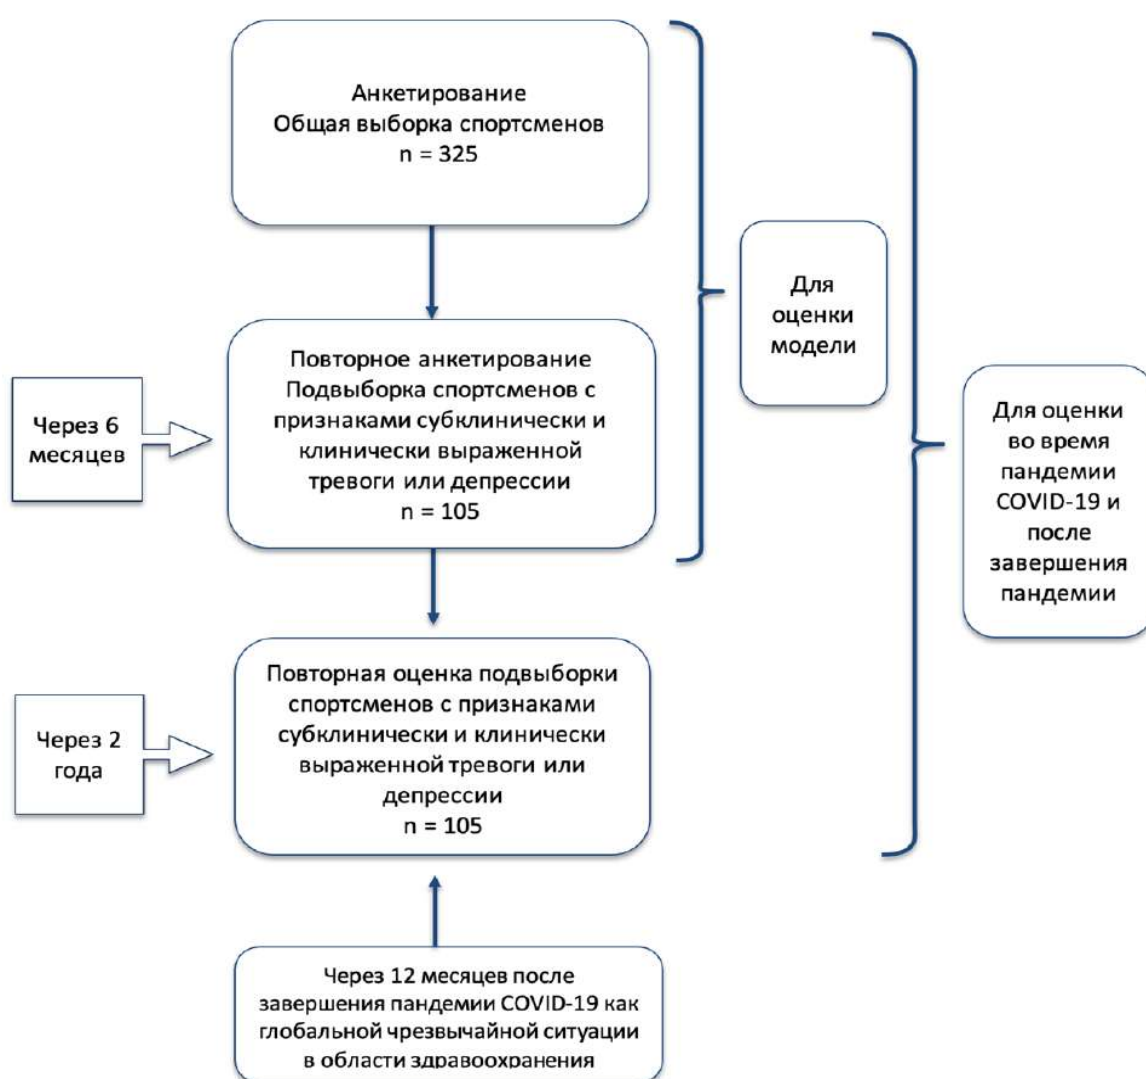 Анкетирование
Общая выборка спортсменов
n = 325
Для
оценки
модели
Повторное анкетирование
Подвыборка спортсменов с
признаками субклинически и
клинически выраженной
тревоги или депрессии
n = 105
Через 6
месяцев
Для оценки
во время
пандемии
COVID-19 и
после
завершения
пандемии
Повторная оценка подвыборки
спортсменов с признаками
субклинически и клинически
выраженной тревоги или
депрессии
n = 105
Через 2
года
Через 12 месяцев после
завершения пандемии COVID-19 как
глобальной чрезвычайной ситуации
в области здравоохранения